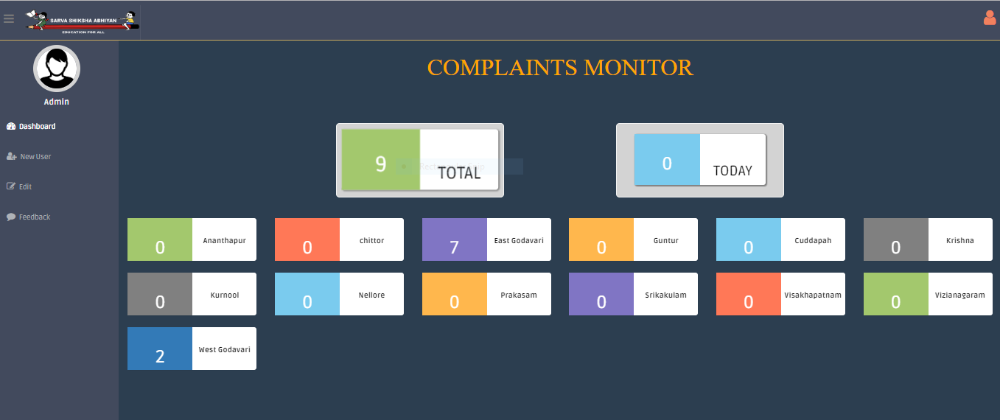 SARVA SHIKSHA ABHIYAN
EDUCATION FOR ALL
COMPLAINTS MONITOR
Admin
Dashboard
New User
Edit
Feedback
9 TOTAL
0 TODAY
0 Ananthapur
0 chittor
7 East Godavari
0 Guntur
0 Cuddapah
0 Krishna
0 Kurnool
0 Nellore
0 Prakasam
0 Srikakulam
0 Visakhapatnam
0 Vizianagaram
2 West Godavari